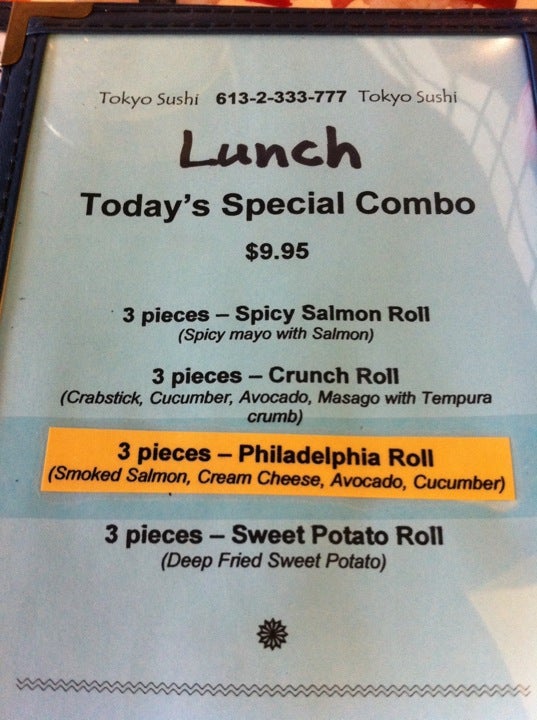 Tokyo Sushi 613-2-333-777 Tokyo Sushi
Lunch
Today's Special Combo
$9.95
3 pieces – Spicy Salmon Roll
(Spicy mayo with Salmon)
3 pieces – Crunch Roll
(Crabstick, Cucumber, Avocado, Masago with Tempura
crumb)
3 pieces – Philadelphia Roll
(Smoked Salmon, Cream Cheese, Avocado, Cucumber)
3 pieces – Sweet Potato Roll
(Deep Fried Sweet Potato)